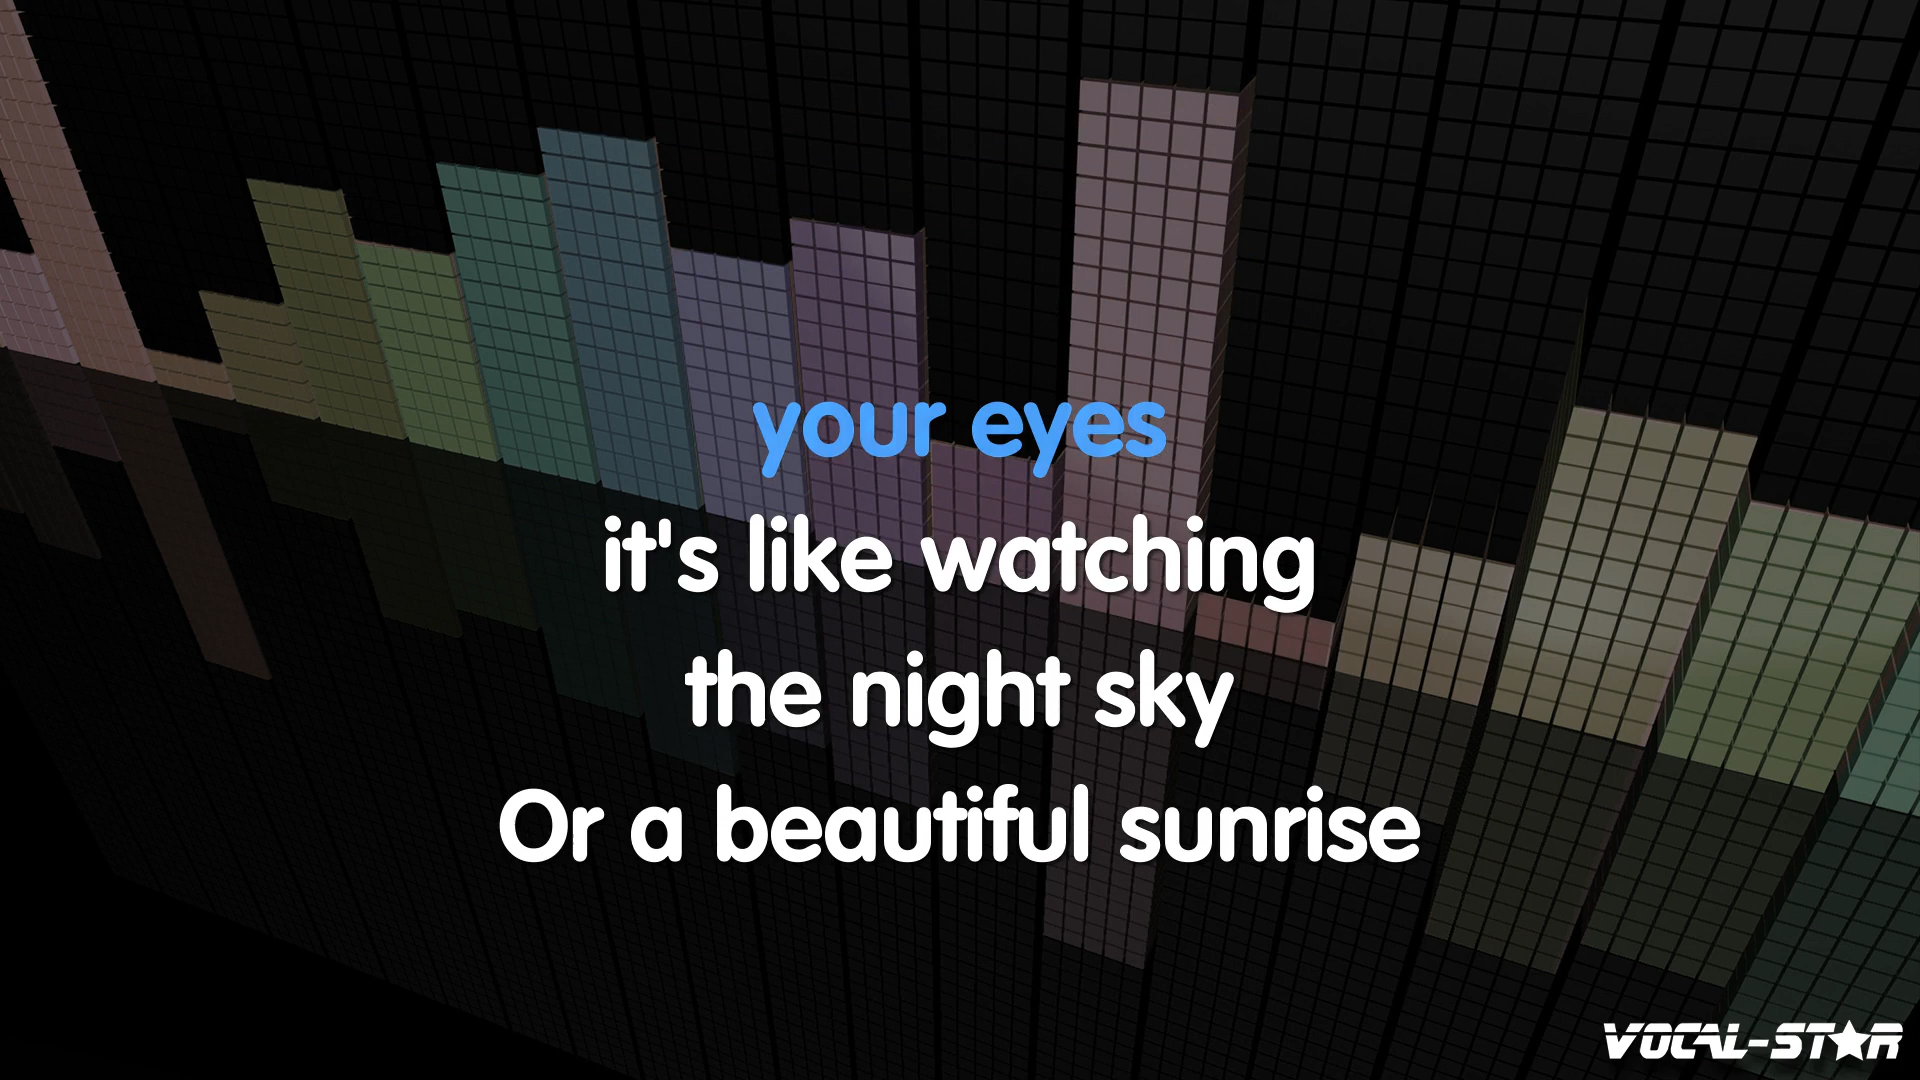 your eyes
it's like watching
the night sky
Or a beautiful sunrise
VOCAL-STAR